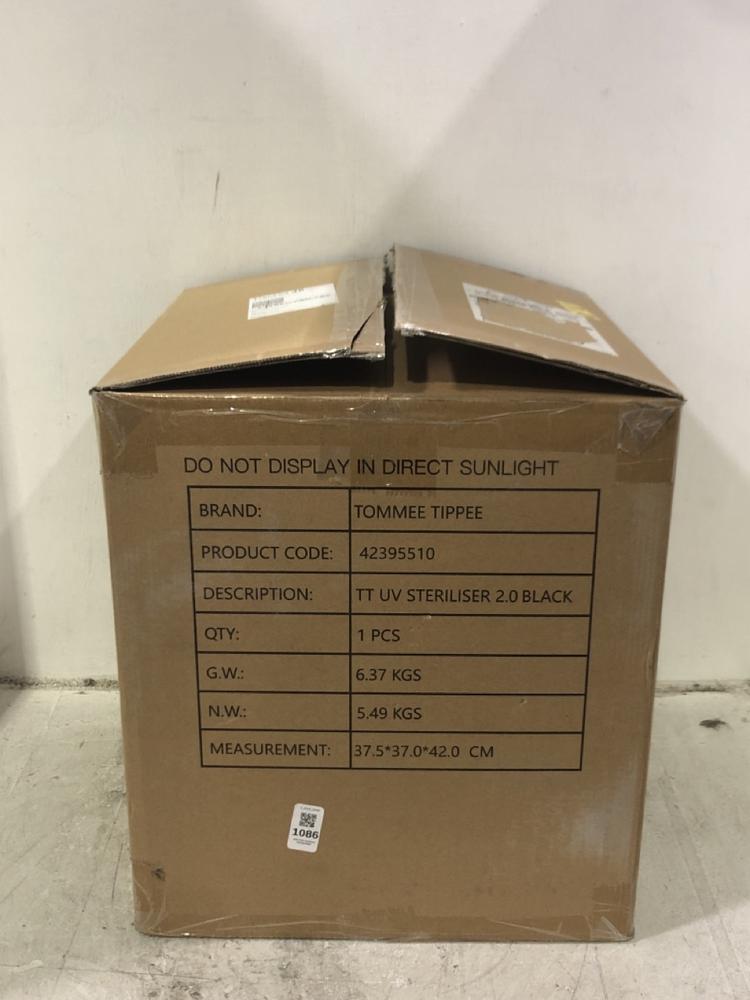 DO NOT DISPLAY IN DIRECT SUNLIGHT
BRAND: TOMMEE TIPPEE
PRODUCT CODE: 42395510
DESCRIPTION: TT UV STERILISER 2.0 BLACK
QTY: 1 PCS
G.W.: 6.37 KGS
N.W.: 5.49 KGS
MEASUREMENT: 37.5*37.0*42.0 CM
1086